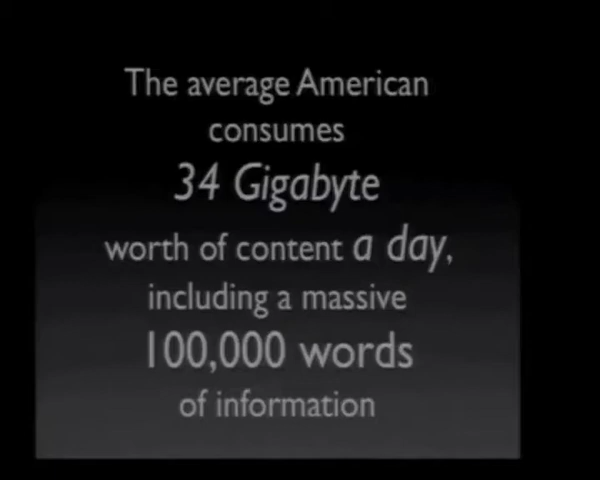 The average American
consumes
34 Gigabyte
worth of content a day,
including a massive
100,000 words
of information